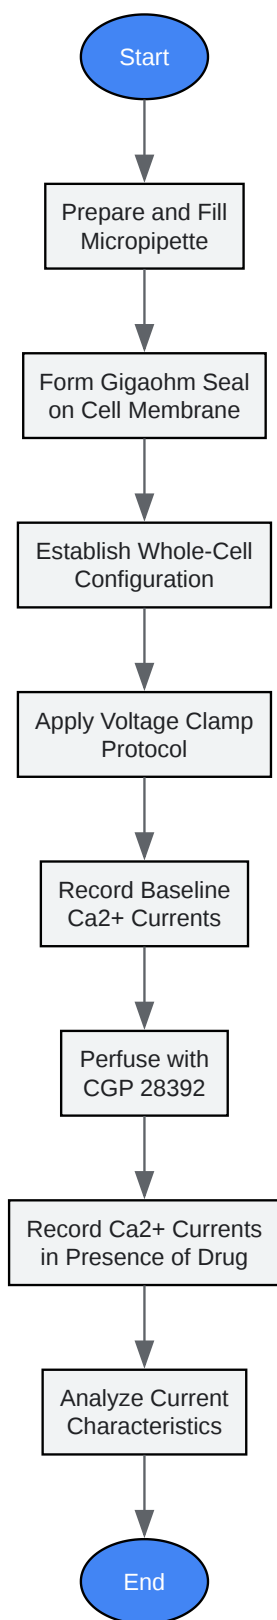 Start
Prepare and Fill
Micropipette
Form Gigaohm Seal
on Cell Membrane
Establish Whole-Cell
Configuration
Apply Voltage Clamp
Protocol
Record Baseline
Ca2+ Currents
Perfuse with
CGP 28392
Record Ca2+ Currents
in Presence of Drug
Analyze Current
Characteristics
End